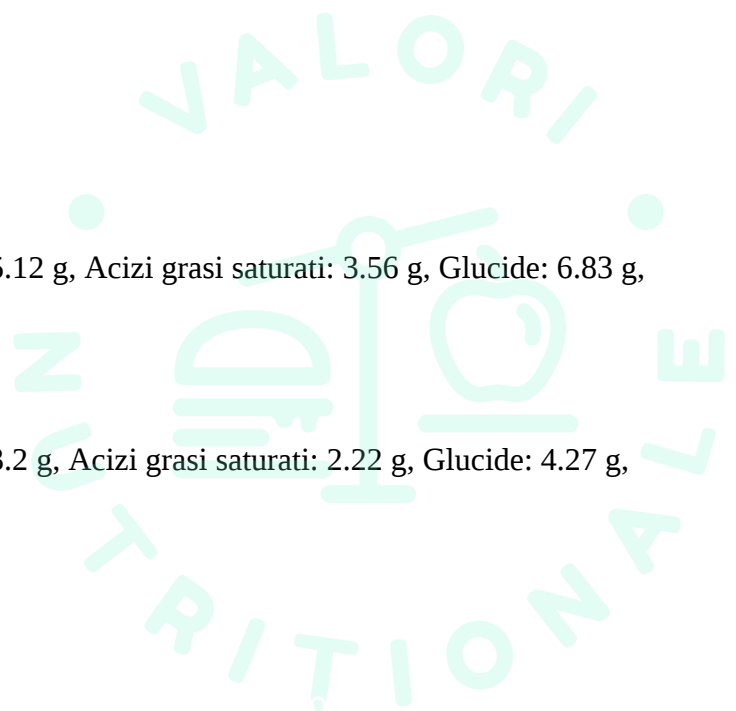 VALORI
.12 g, Acizi grasi saturati: 3.56 g, Glucide: 6.83 g,
.2 g, Acizi grasi saturati: 2.22 g, Glucide: 4.27 g,
NUTRIȚIONALE